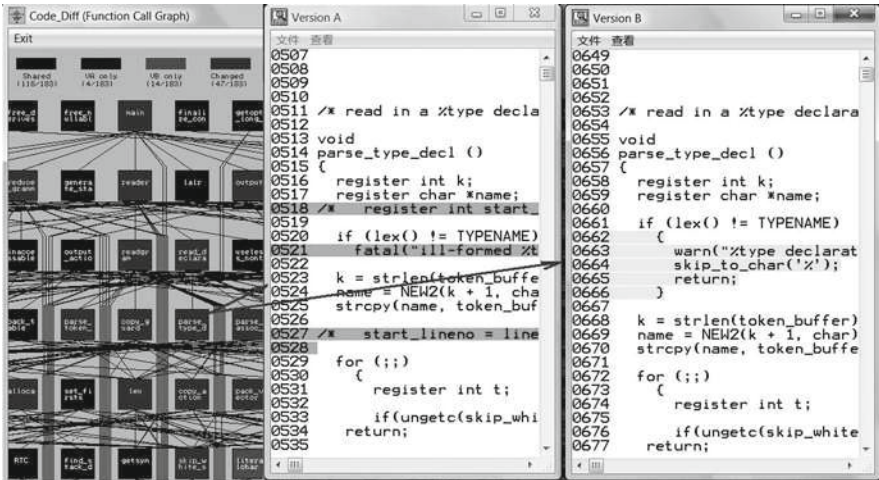 Code_Diff (Function Call Graph)
Exit
Shared
VA only
VB only
Changed
(116/183)
(4/183)
(14/183)
(47/183)
main
reader
lalr
output
getsym
RTC
Version A
文件 查看
0507
0508
0509
0510
0511 /* read in a %type decla
0512
0513 void
0514 parse_type_decl ()
0515 {
0516 register int k;
0517 register char *name;
0518 /* register int start_
0519
0520 if (lex() != TYPENAME)
0521 fatal("ill-formed %t
0522
0523 k = strlen(token_buffe
0524 name = NEW2(k + 1, cha
0525 strcpy(name, token_buf
0526
0527 /* start_lineno = line
0528
0529 for (;;)
0530 {
0531 register int t;
0532
0533 if(ungetc(skip_whi
0534 return;
0535
Version B
文件 查看
0649
0650
0651
0652
0653 /* read in a %type declara
0654
0655 void
0656 parse_type_decl ()
0657 {
0658 register int k;
0659 register char *name;
0660
0661 if (lex() != TYPENAME)
0662 {
0663 warn("%type declarat
0664 skip_to_char('%');
0665 return;
0666 }
0667
0668 k = strlen(token_buffer)
0669 name = NEW2(k + 1, char)
0670 strcpy(name, token_buffe
0671
0672 for (;;)
0673 {
0674 register int t;
0675
0676 if(ungetc(skip_white
0677 return;